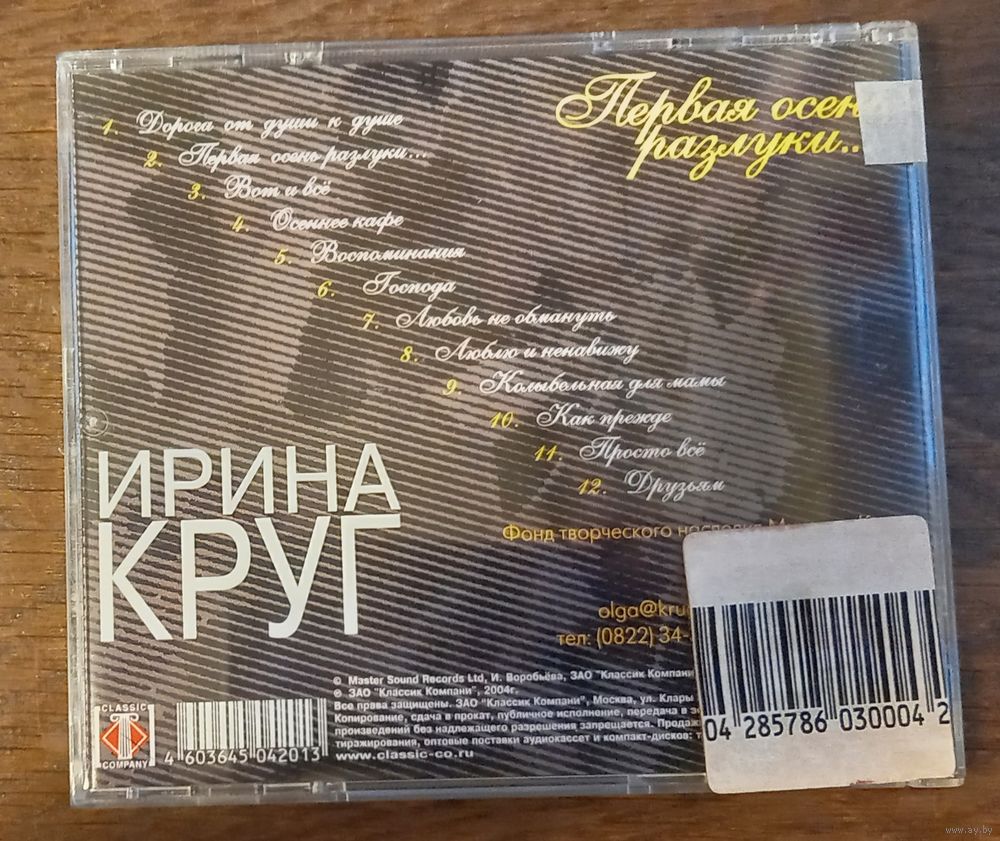 Первая осень
разлуки...
1. Дорога от души к душе
2. Первая осень разлуки...
3. Вот и всё
4. Осеннее кафе
5. Воспоминания
6. Господа
7. Любовь не обмануть
8. Люблю и ненавижу
9. Колыбельная для мамы
10. Как прежде
11. Просто всё
12. Друзьям
ИРИНА
КРУГ
Фонд творческого наследия
olga@kru
тел: (0822) 34-
© Master Sound Records Ltd, И. Воробьёва, ЗАО "Классик Компани
℗ ЗАО "Классик Компани", 2004г.
Все права защищены. ЗАО "Классик Компани", Москва, ул. Клары
Копирование, сдача в прокат, публичное исполнение, передача в э
произведений без надлежащего разрешения запрещается. Продаж
тиражирования, оптовые поставки аудиокассет и компакт-дисков: т
www.classic-co.ru
CLASSIC
COMPANY
4 603645 042013
04 285786 030004 2
www.ay.by